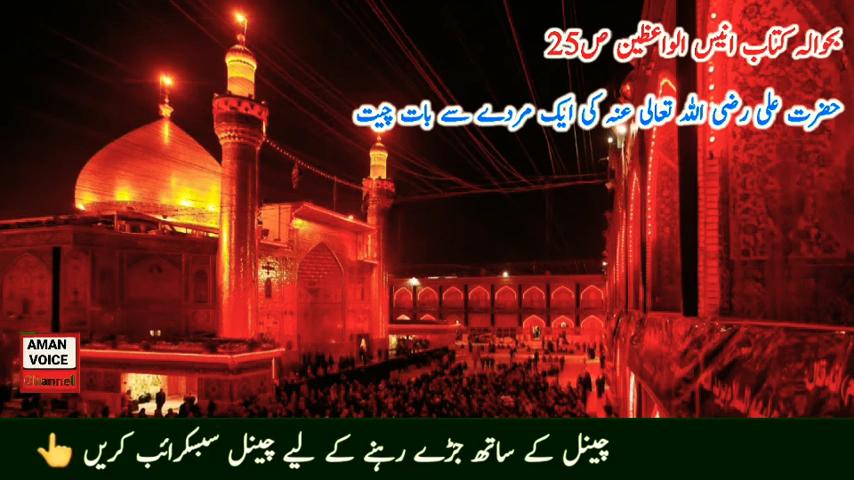 بحوالہ کتاب انیس الواعظین ص25
حضرت علی رضی اللہ تعالی عنہ کی ایک مردے سے بات چیت
AMAN
VOICE
Channel
چینل کے ساتھ جڑے رہنے کے لیے چینل سبسکرائب کریں